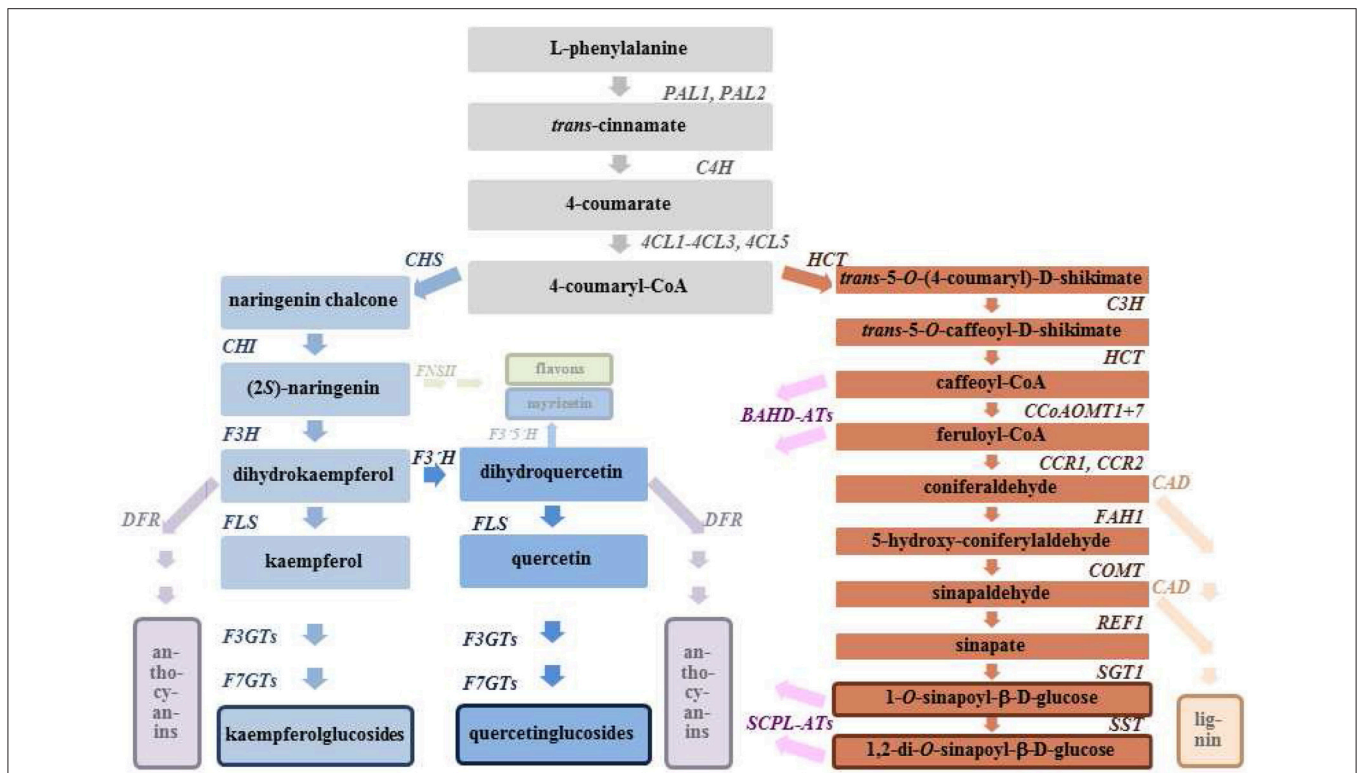 L-phenylalanine
PAL1, PAL2
trans-cinnamate
C4H
4-coumarate
4CL1-4CL3, 4CL5
CHS
4-coumaryl-CoA
HCT
trans-5-O-(4-coumaryl)-D-shikimate
naringenin chalcone
C3H
trans-5-O-caffeoyl-D-shikimate
CHI
HCT
(2S)-naringenin
FNSII
flavons
myricetin
caffeoyl-CoA
BAHD-ATs
CCoAOMT1+7
F3H
F3´5´H
feruloyl-CoA
F3´H
CCR1, CCR2
dihydrokaempferol
dihydroquercetin
coniferaldehyde
CAD
DFR
FLS
FLS
DFR
FAH1
kaempferol
quercetin
5-hydroxy-coniferylaldehyde
COMT
sinapaldehyde
CAD
F3GTs
F3GTs
REF1
sinapate
F7GTs
F7GTs
SGT1
an-
tho-
cy-
an-
ins
an-
tho-
cy-
an-
ins
1-O-sinapoyl-β-D-glucose
SCPL-ATs
SST
lig-
nin
kaempferolglucosides
quercetinglucosides
1,2-di-O-sinapoyl-β-D-glucose